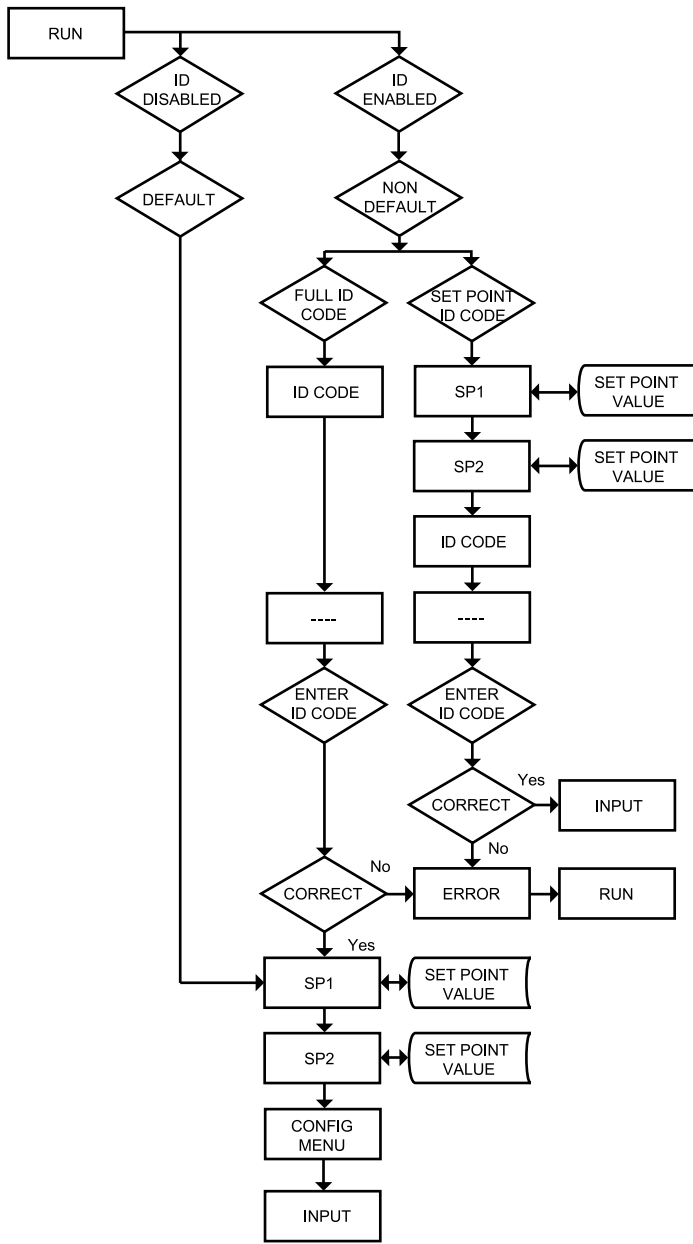 RUN
ID
DISABLED
ID
ENABLED
DEFAULT
NON
DEFAULT
FULL ID
CODE
SET POINT
ID CODE
ID CODE
SP1
SET POINT
VALUE
SP2
SET POINT
VALUE
ID CODE
----
----
ENTER
ID CODE
ENTER
ID CODE
CORRECT
Yes
INPUT
No
CORRECT
No
ERROR
RUN
Yes
SP1
SET POINT
VALUE
SP2
SET POINT
VALUE
CONFIG
MENU
INPUT